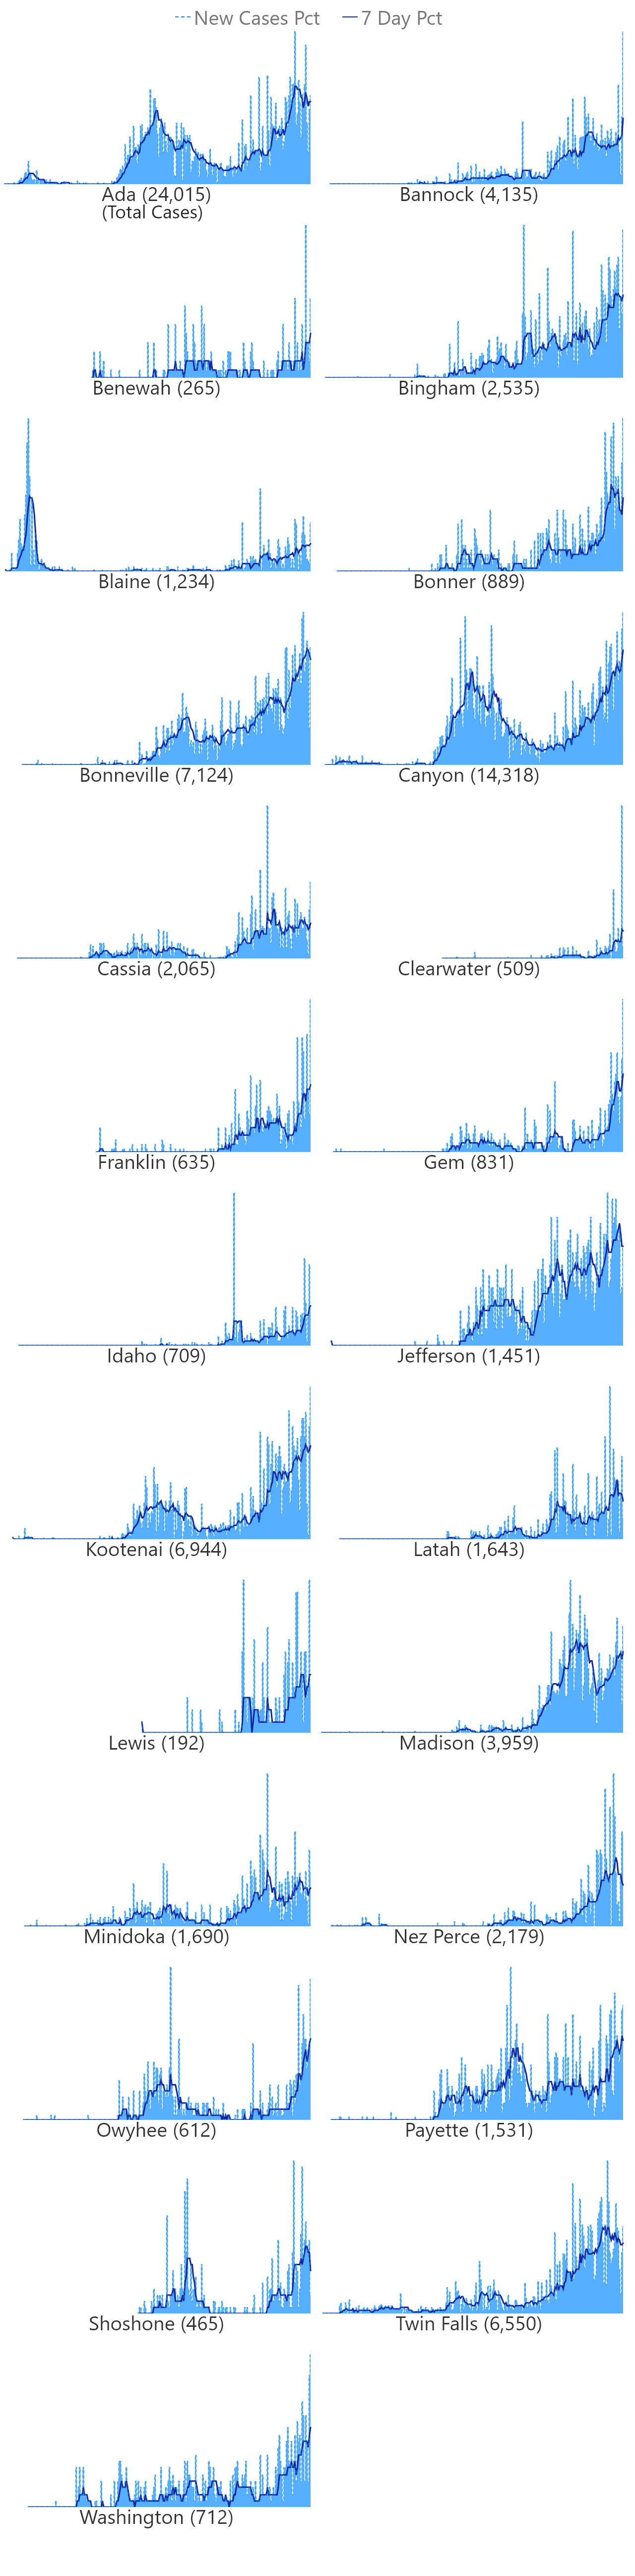 New Cases Pct 7 Day Pct
Ada (24,015) Bannock (4,135)
(Total Cases)
Benewah (265) Bingham (2,535)
Blaine (1,234) Bonner (889)
Bonneville (7,124) Canyon (14,318)
Cassia (2,065) Clearwater (509)
Franklin (635) Gem (831)
Idaho (709) Jefferson (1,451)
Kootenai (6,944) Latah (1,643)
Lewis (192) Madison (3,959)
Minidoka (1,690) Nez Perce (2,179)
Owyhee (612) Payette (1,531)
Shoshone (465) Twin Falls (6,550)
Washington (712)